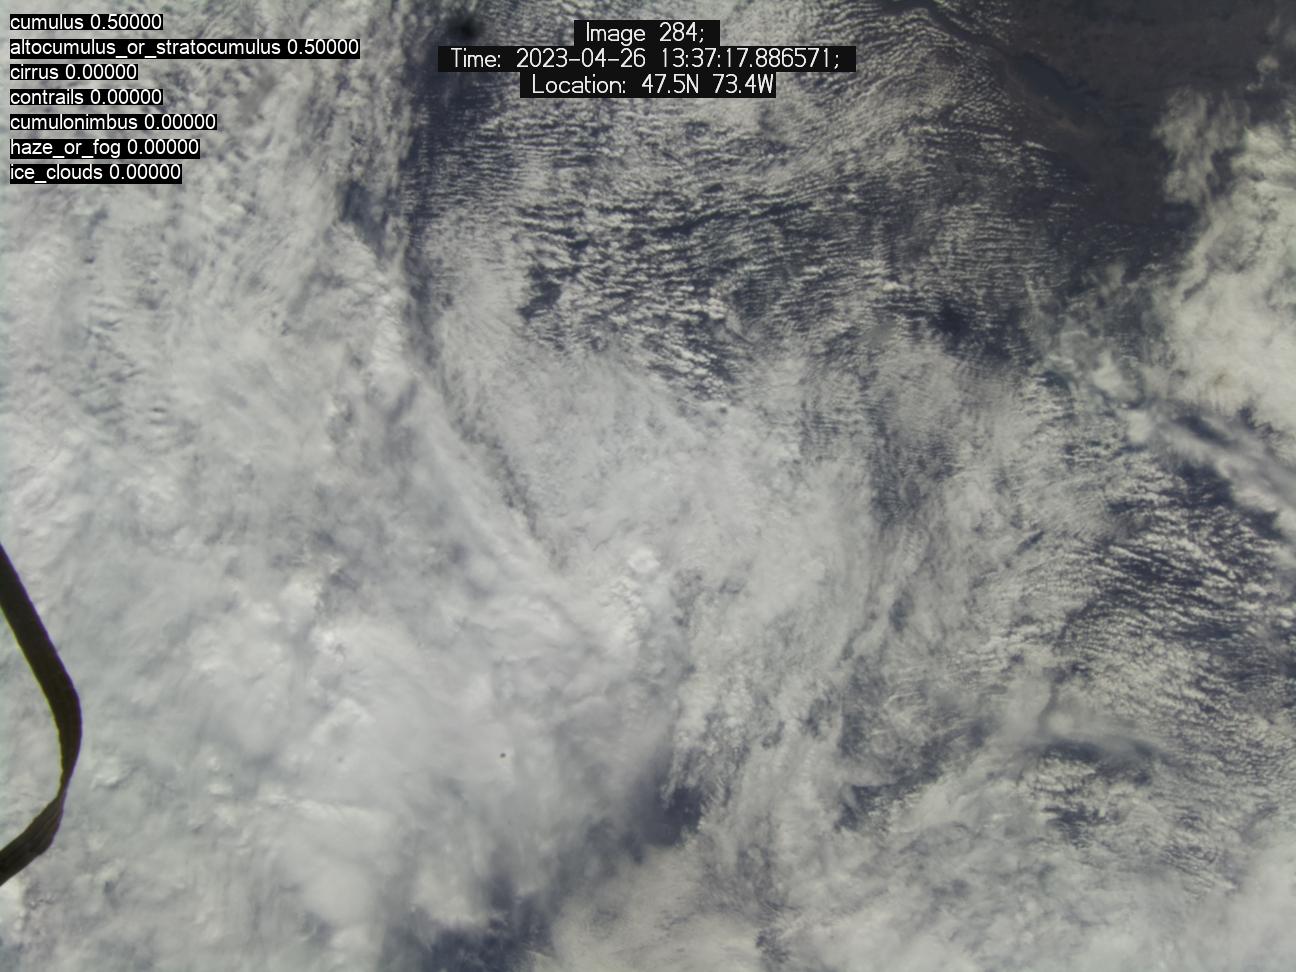 cumulus 0.50000
altocumulus_or_stratocumulus 0.50000
cirrus 0.00000
contrails 0.00000
cumulonimbus 0.00000
haze_or_fog 0.00000
ice_clouds 0.00000
Image 284;
Time: 2023-04-26 13:37:17.886571;
Location: 47.5N 73.4W